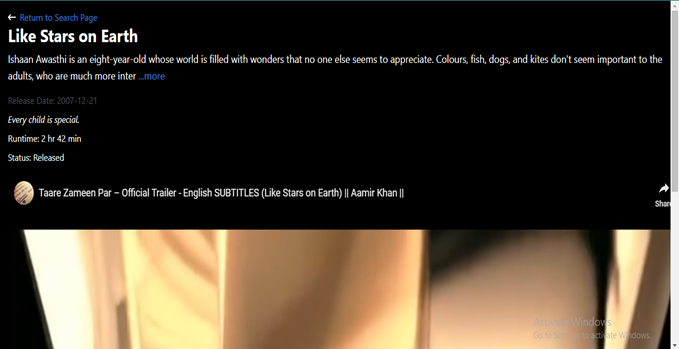 Return to Search Page
Like Stars on Earth
Ishaan Awasthi is an eight-year-old whose world is filled with wonders that no one else seems to appreciate. Colours, fish, dogs, and kites don't seem important to the
adults, who are much more inter ...more
Release Date: 2007-12-21
Every child is special.
Runtime: 2 hr 42 min
Status: Released
Taare Zameen Par – Official Trailer - English SUBTITLES (Like Stars on Earth) || Aamir Khan ||
Share
Activate Windows
Go to Settings to activate Windows.